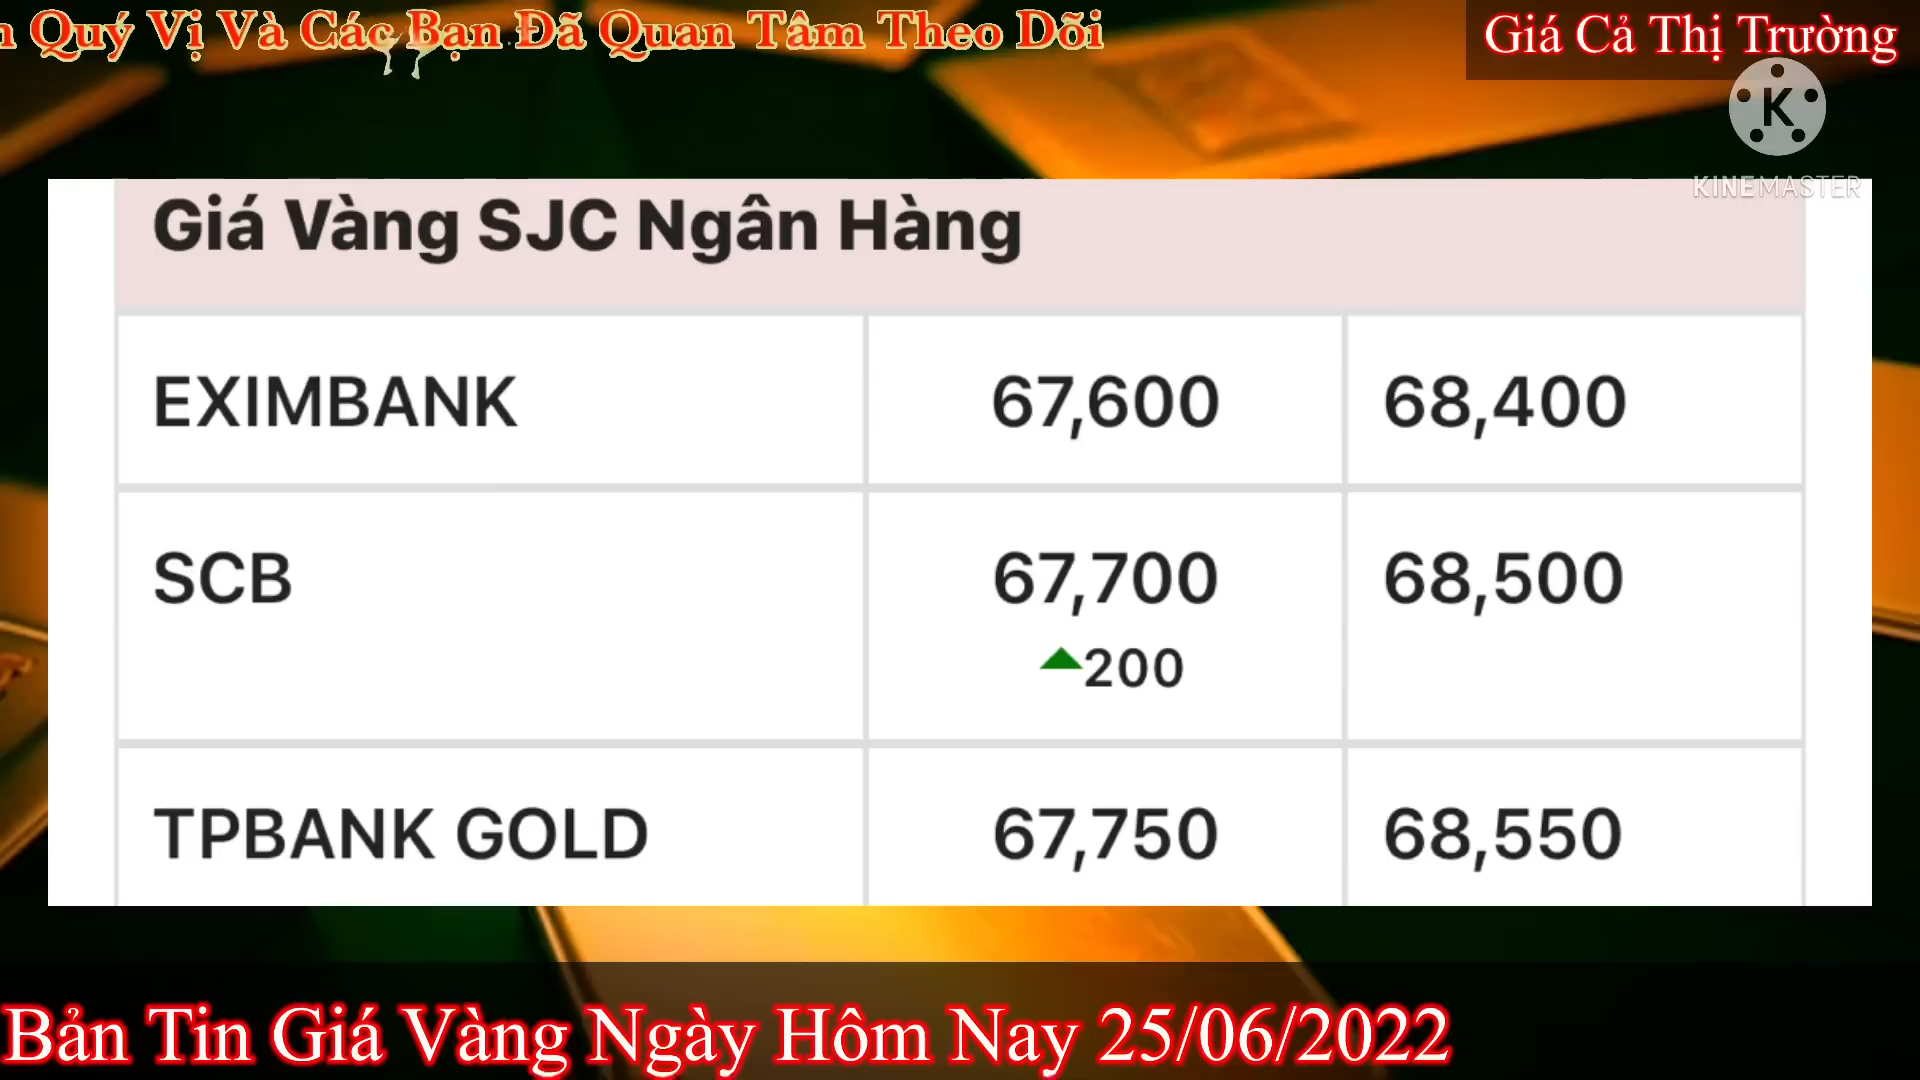 Quý Vị Và Các Bạn Đã Quan Tâm Theo Dõi
Giá Cả Thị Trường
K
KINEMASTER
Giá Vàng SJC Ngân Hàng
EXIMBANK 67,600 68,400
SCB 67,700 68,500
▲200
TPBANK GOLD 67,750 68,550
Bản Tin Giá Vàng Ngày Hôm Nay 25/06/2022